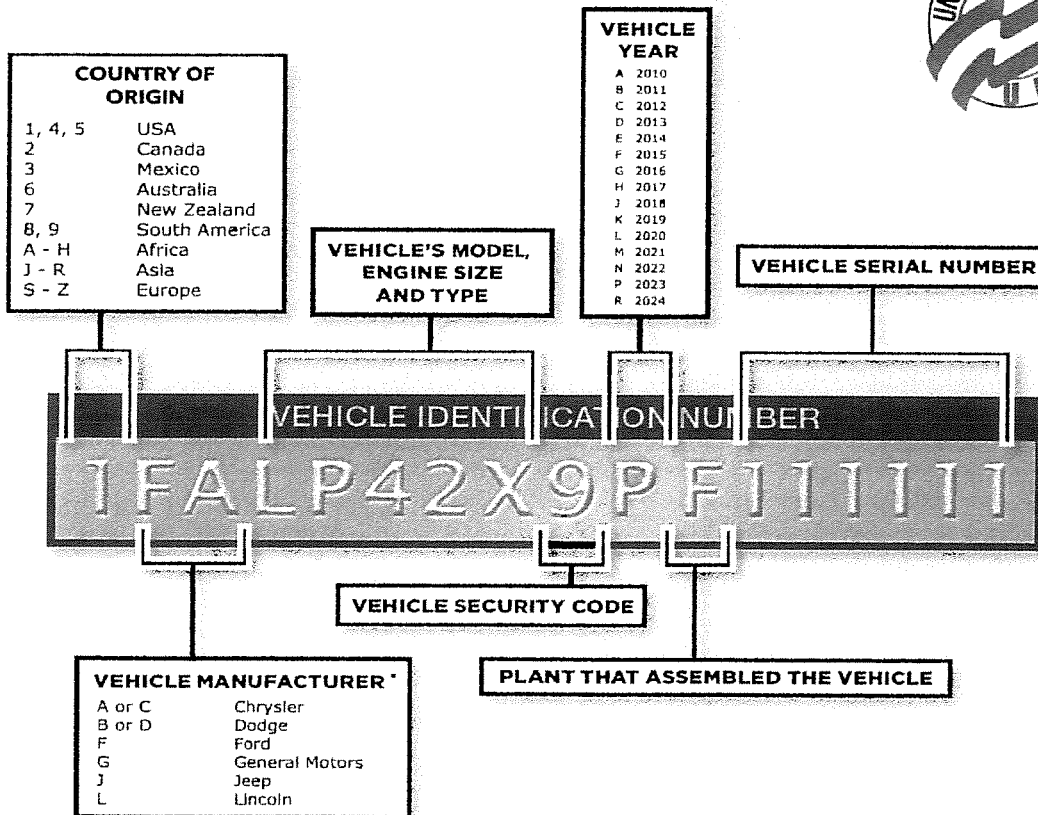 COUNTRY OF
ORIGIN
1, 4, 5 USA
2 Canada
3 Mexico
6 Australia
7 New Zealand
8, 9 South America
A - H Africa
J - R Asia
S - Z Europe
VEHICLE'S MODEL,
ENGINE SIZE
AND TYPE
VEHICLE
YEAR
A 2010
B 2011
C 2012
D 2013
E 2014
F 2015
G 2016
H 2017
J 2018
K 2019
L 2020
M 2021
N 2022
P 2023
R 2024
VEHICLE SERIAL NUMBER
VEHICLE IDENTIFICATION NUMBER
1FALP42X9PF111111
VEHICLE SECURITY CODE
PLANT THAT ASSEMBLED THE VEHICLE
VEHICLE MANUFACTURER *
A or C Chrysler
B or D Dodge
F Ford
G General Motors
J Jeep
L Lincoln